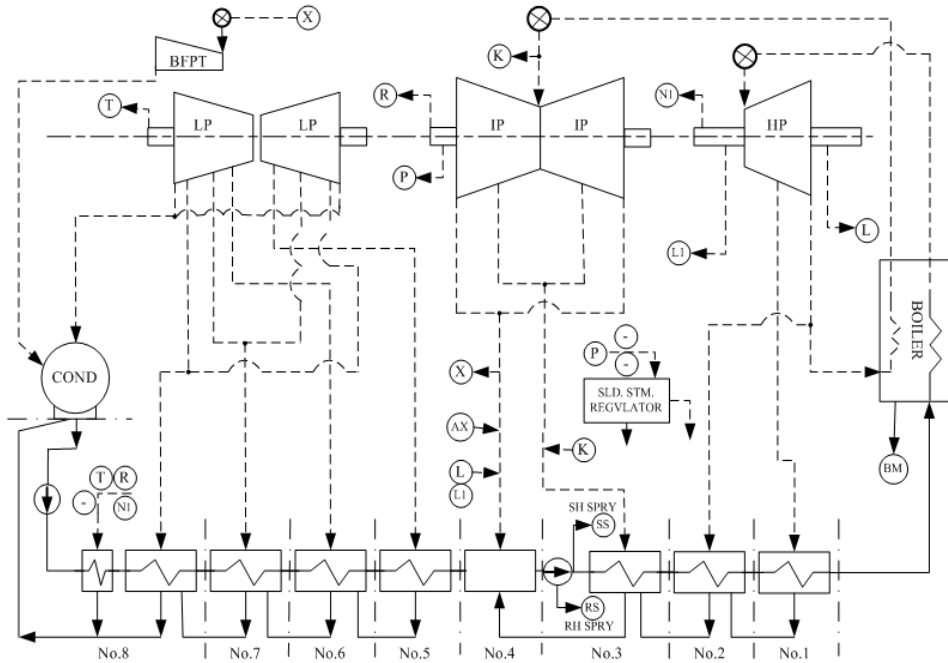 X
BFPT
K
T
LP
LP
R
IP
IP
N1
HP
P
L1
L
BOILER
COND
P
-
-
X
SLD. STM.
REGVLATOR
AX
K
BM
L
L1
T
R
-
N1
SH SPRY
SS
RS
RH SPRY
No.8
No.7
No.6
No.5
No.4
No.3
No.2
No.1